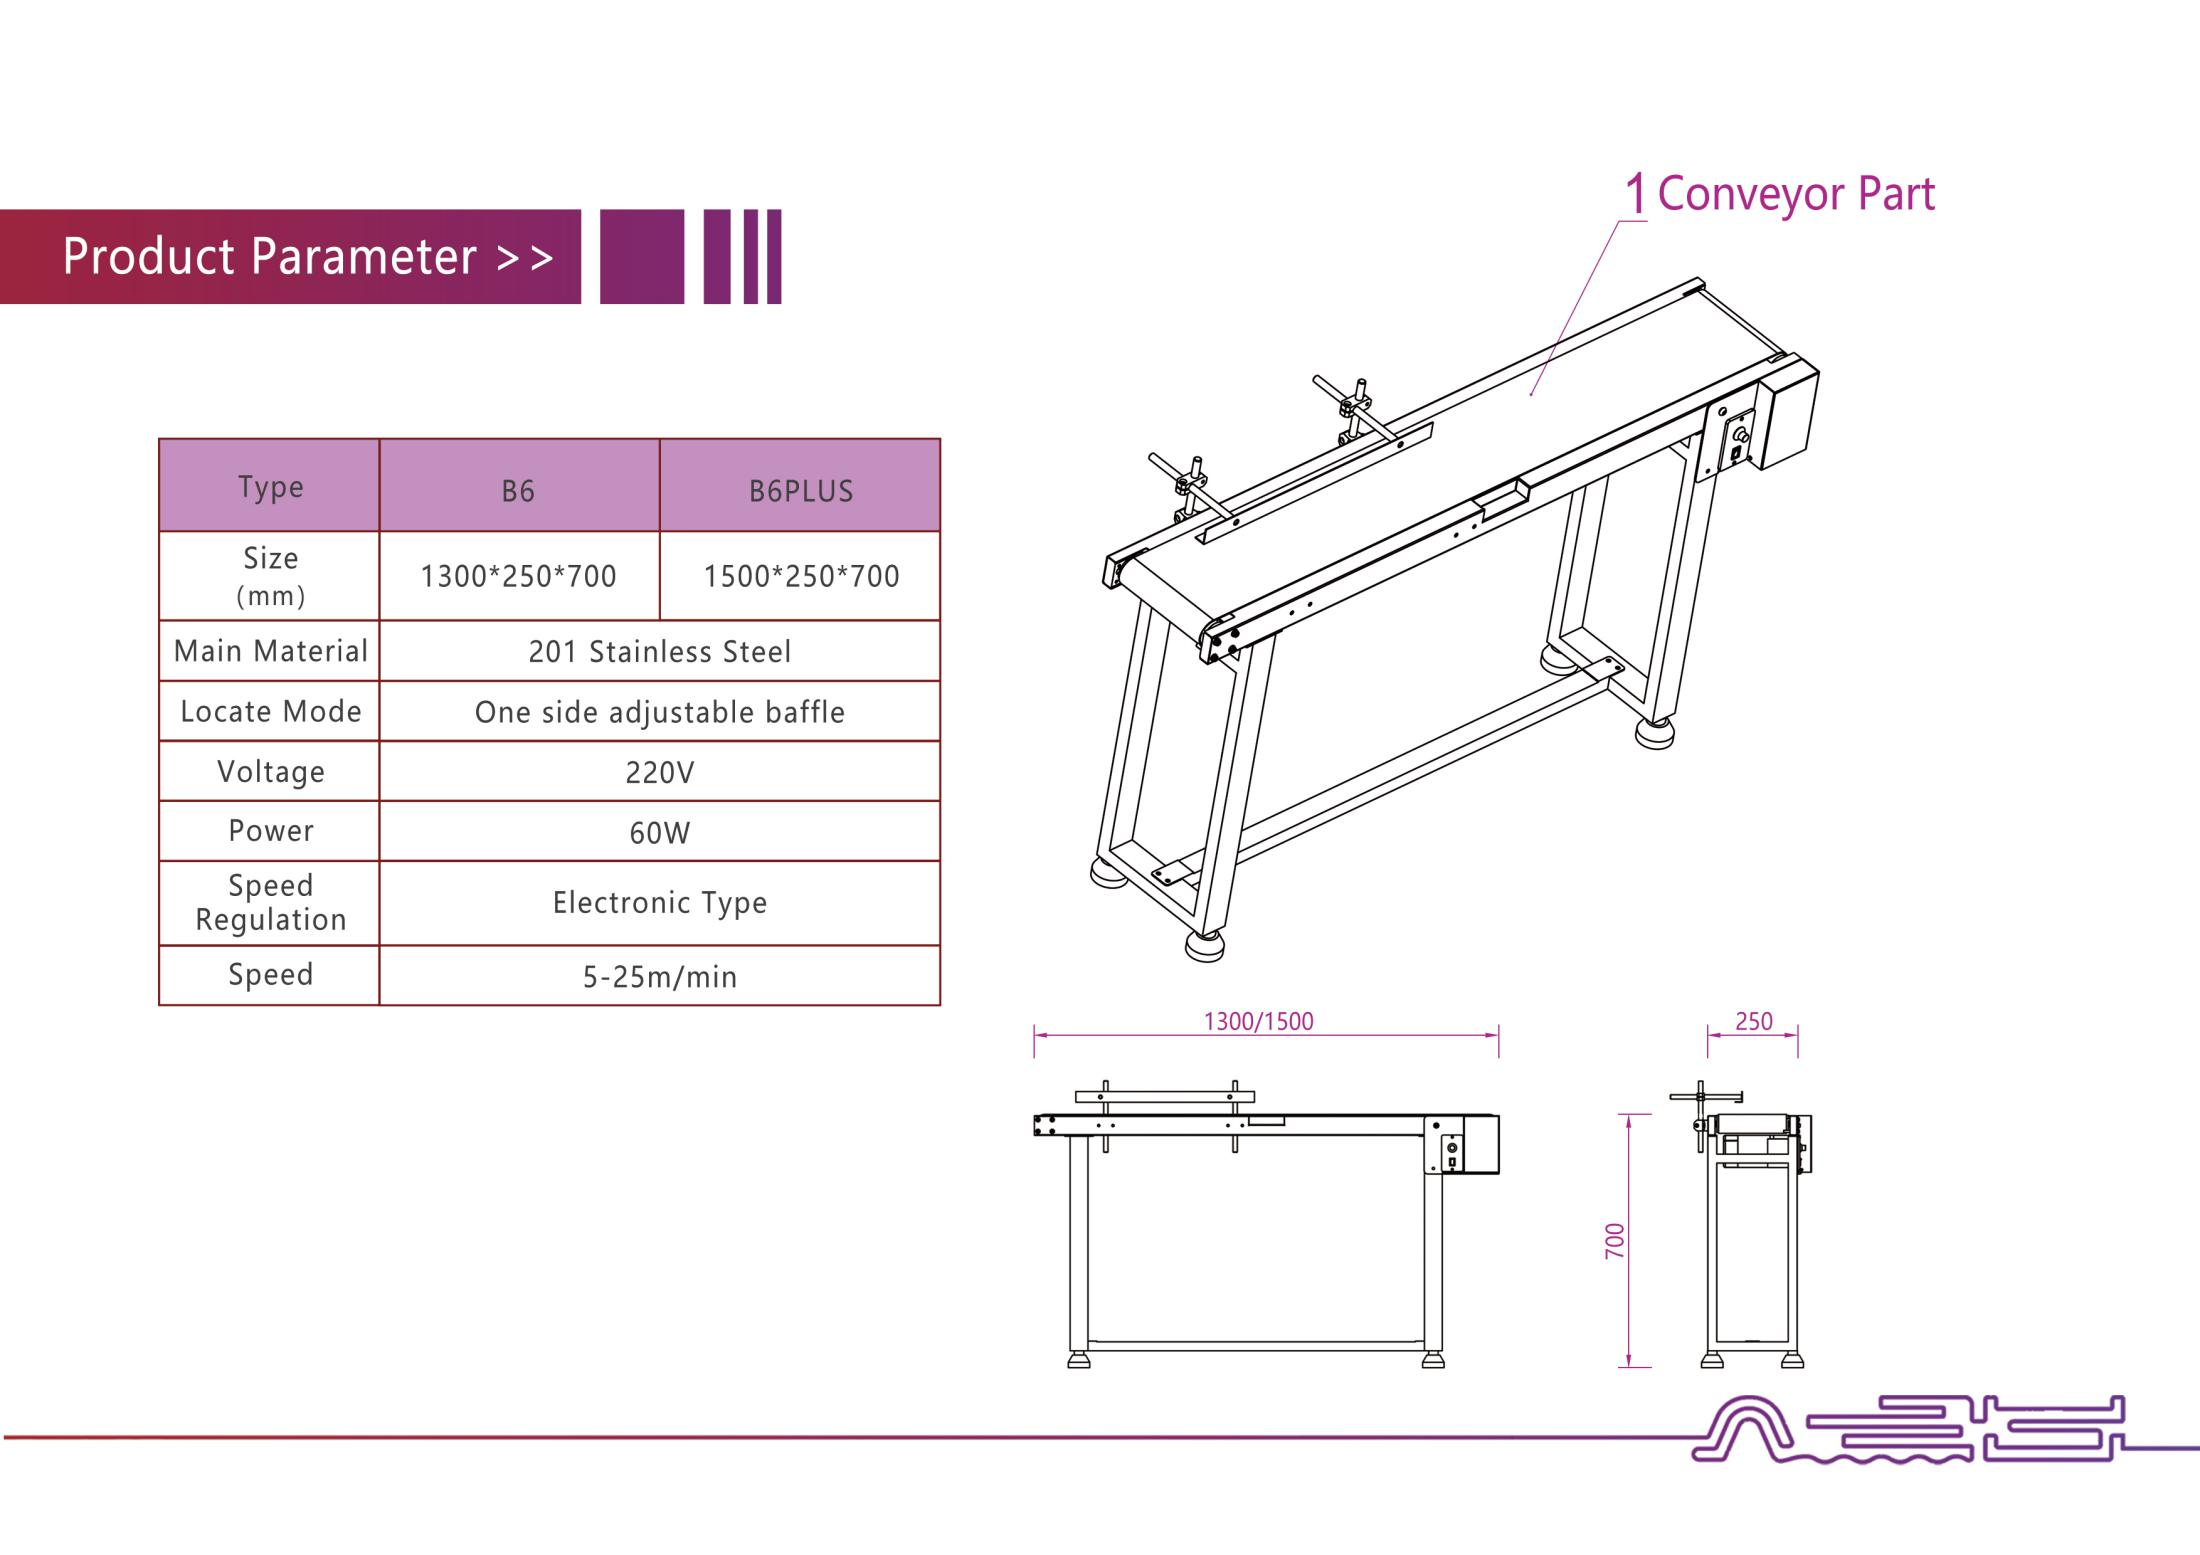 1 Conveyor Part
Product Parameter >>
Type B6 B6PLUS
Size
(mm)
1300*250*700 1500*250*700
Main Material 201 Stainless Steel
Locate Mode One side adjustable baffle
Voltage 220V
Power 60W
Speed
Regulation
Electronic Type
Speed 5-25m/min
1300/1500
250
700